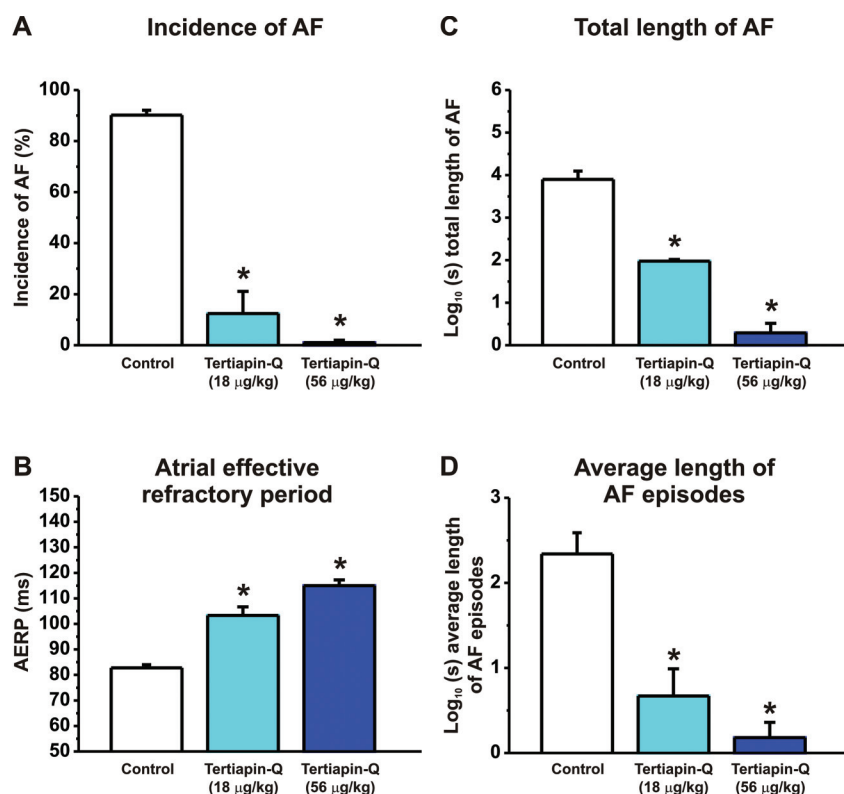 A Incidence of AF
Incidence of AF (%)
100
80
60
40
20
0
*
*
Control
Tertiapin-Q
(18 µg/kg)
Tertiapin-Q
(56 µg/kg)
C Total length of AF
Log₁₀ (s) total length of AF
6
5
4
3
2
1
0
*
*
Control
Tertiapin-Q
(18 µg/kg)
Tertiapin-Q
(56 µg/kg)
B Atrial effective
refractory period
AERP (ms)
150
140
130
120
110
100
90
80
70
60
50
*
*
Control
Tertiapin-Q
(18 µg/kg)
Tertiapin-Q
(56 µg/kg)
D Average length of
AF episodes
Log₁₀ (s) average length
of AF episodes
3
2
1
0
*
*
Control
Tertiapin-Q
(18 µg/kg)
Tertiapin-Q
(56 µg/kg)